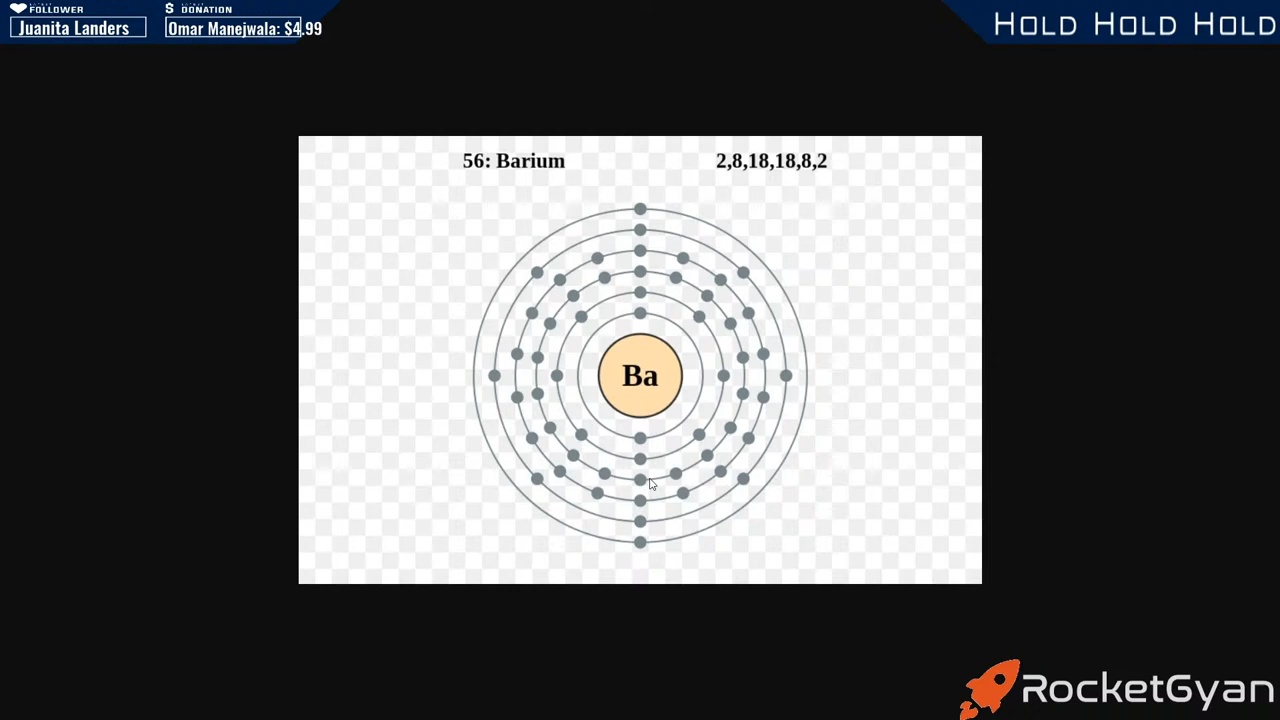 FOLLOWER
Juanita Landers
$ DONATION
Omar Manejwala: $4.99
HOLD HOLD HOLD
56: Barium
2,8,18,18,8,2
Ba
RocketGyan